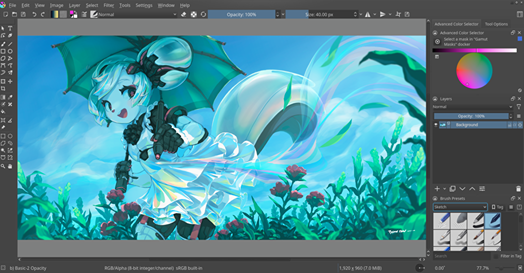 File Edit View Image Layer Select Filter Tools Settings Window Help
Normal
Opacity: 100%
Size: 40.00 px
Advanced Color Selector Tool Options
Advanced Color Selector
Select a mask in "Gamut
Masks" docker
Layers
Normal
Opacity: 100%
Background
Brush Presets
Sketch
Tag
Filter in Tag
b) Basic-2 Opacity
RGB/Alpha (8-bit integer/channel) sRGB built-in
1,920 x 960 (7.0 MiB)
0.00°
77.7%